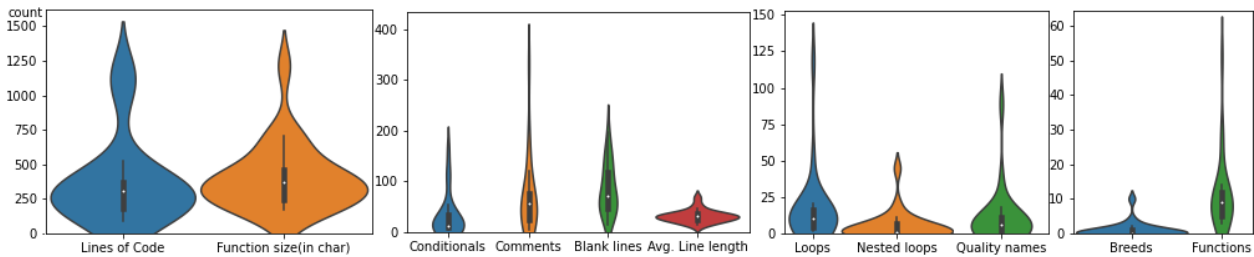 count
1500
1250
1000
750
500
250
0
Lines of Code
Function size(in char)
400
300
200
100
0
Conditionals
Comments
Blank lines
Avg. Line length
150
125
100
75
50
25
0
Loops
Nested loops
Quality names
60
50
40
30
20
10
0
Breeds
Functions